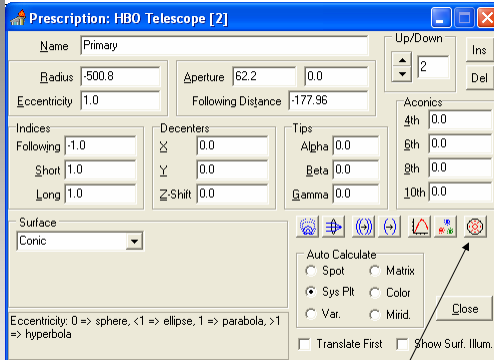 Prescription: HBO Telescope [2]
Name Primary
Up/Down
2
Ins
Del
Radius -500.8
Eccentricity 1.0
Aperture 62.2 0.0
Following Distance -177.96
Aconics
4th 0.0
6th 0.0
8th 0.0
10th 0.0
Indices
Following -1.0
Short 1.0
Long 1.0
Decenters
X 0.0
Y 0.0
Z-Shift 0.0
Tips
Alpha 0.0
Beta 0.0
Gamma 0.0
Surface
Conic
Auto Calculate
Spot
Matrix
Sys Plt
Color
Var.
Mirid.
Close
Eccentricity: 0 => sphere, <1 => ellipse, 1 => parabola, >1
=> hyperbola
Translate First
Show Surf. Illum.